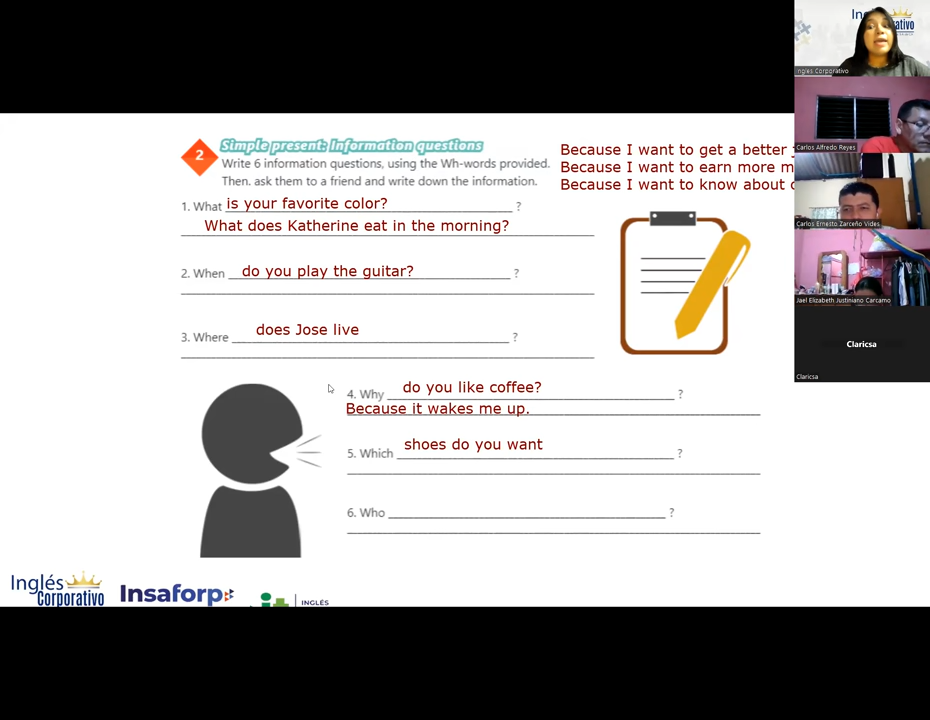 2
Simple present: Information questions
Write 6 information questions, using the Wh-words provided.
Then. ask them to a friend and write down the information.
Because I want to get a better
Because I want to earn more m
Because I want to know about
1. What is your favorite color? ?
What does Katherine eat in the morning?
2. When do you play the guitar? ?
3. Where does Jose live ?
4. Why do you like coffee? ?
Because it wakes me up.
5. Which shoes do you want ?
6. Who ?
Inglés
Corporativo
Insaforp
INGLÉS
Ingles Corporativo
Carlos Alfredo Reyes
Carlos Ernesto Zarceño Vides
Jael Elizabeth Justiniano Carcamo
Claricsa
Claricsa